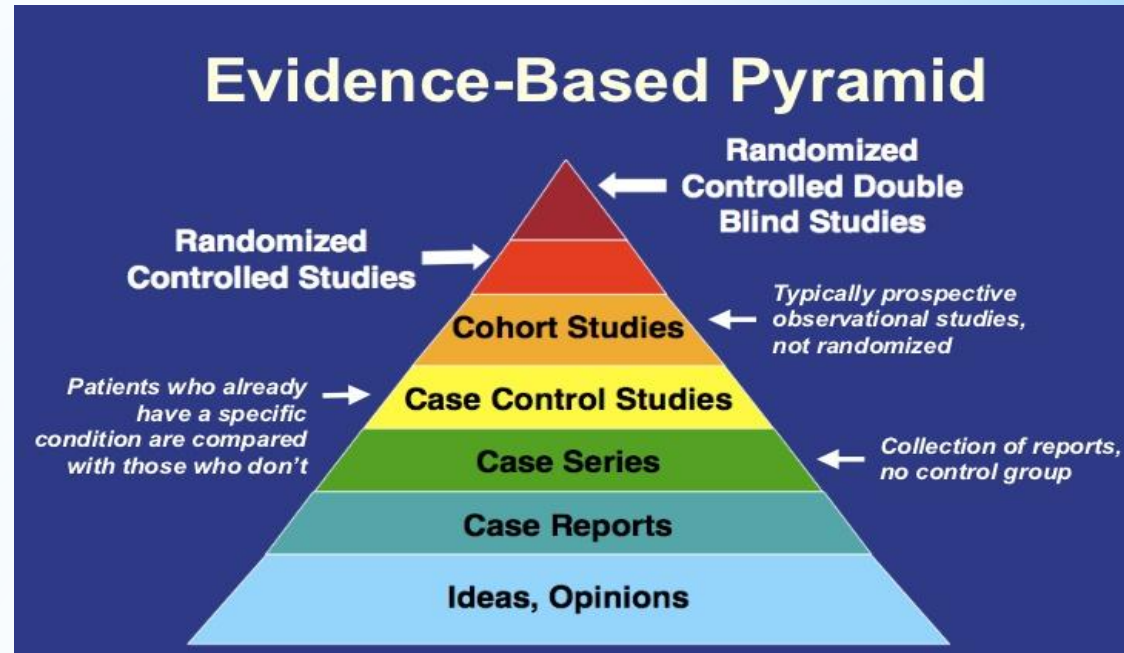 Evidence-Based Pyramid
Randomized
Controlled Double
Blind Studies
Randomized
Controlled Studies
Cohort Studies
Typically prospective
observational studies,
not randomized
Patients who already
have a specific
condition are compared
with those who don't
Case Control Studies
Case Series
Collection of reports,
no control group
Case Reports
Ideas, Opinions